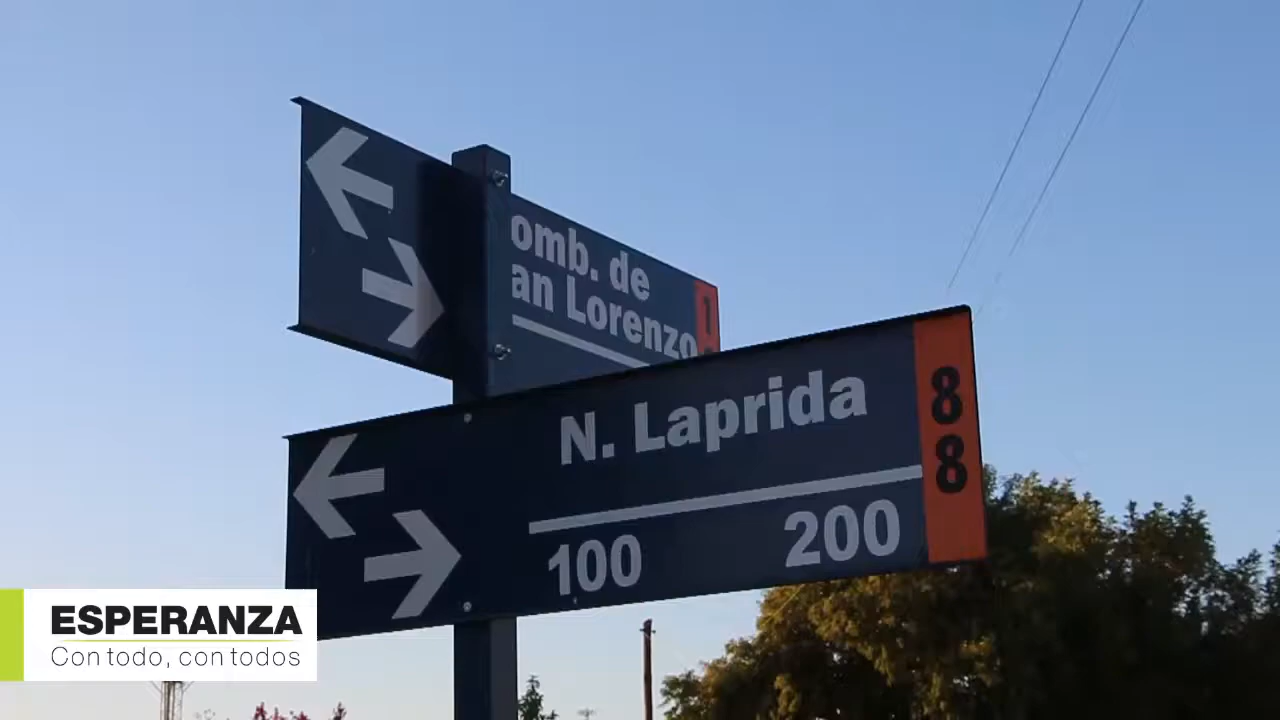 omb. de
an Lorenzo
1
N. Laprida
100 200
8
8
ESPERANZA
Con todo, con todos